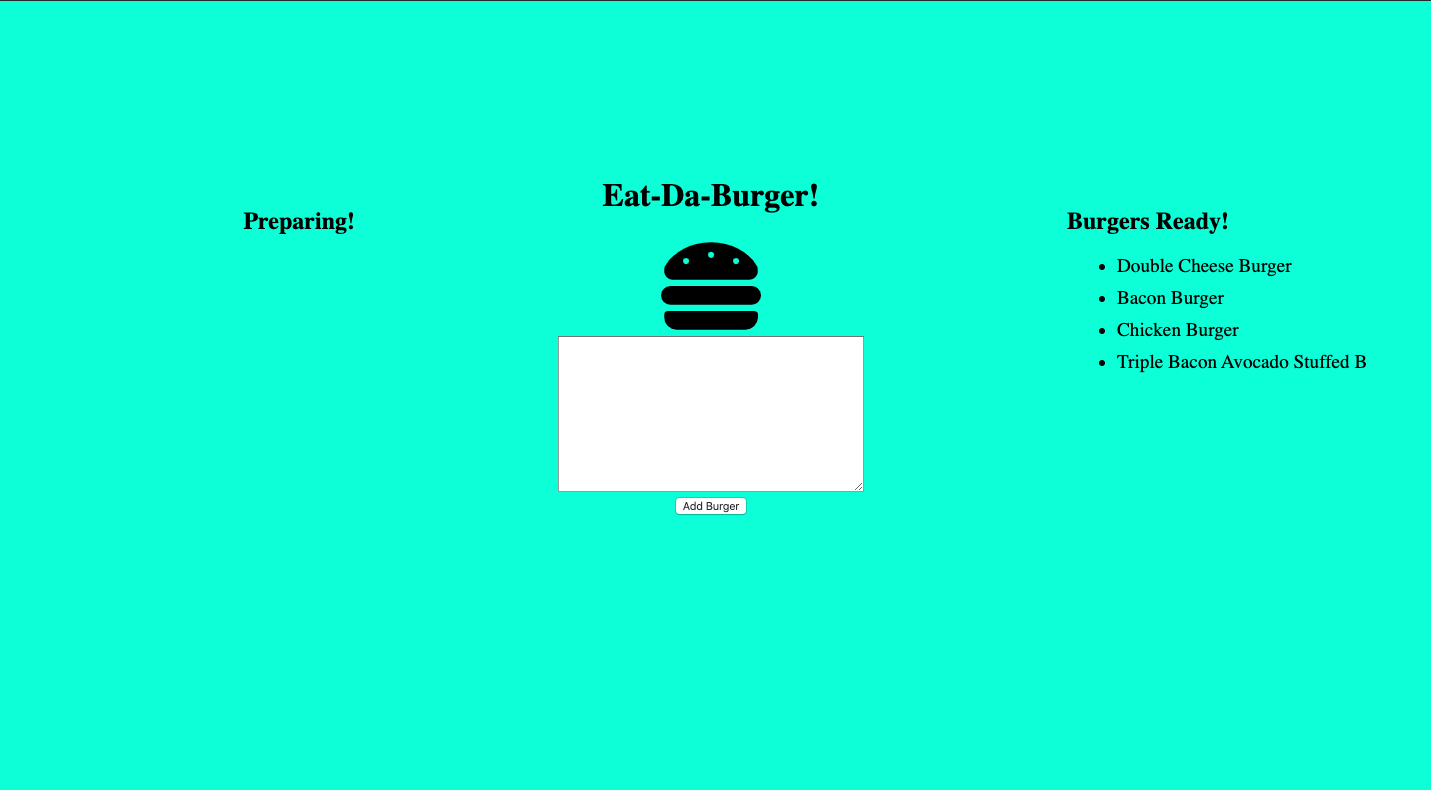 Eat-Da-Burger!
Preparing!
Add Burger
Burgers Ready!
Double Cheese Burger
Bacon Burger
Chicken Burger
Triple Bacon Avocado Stuffed B